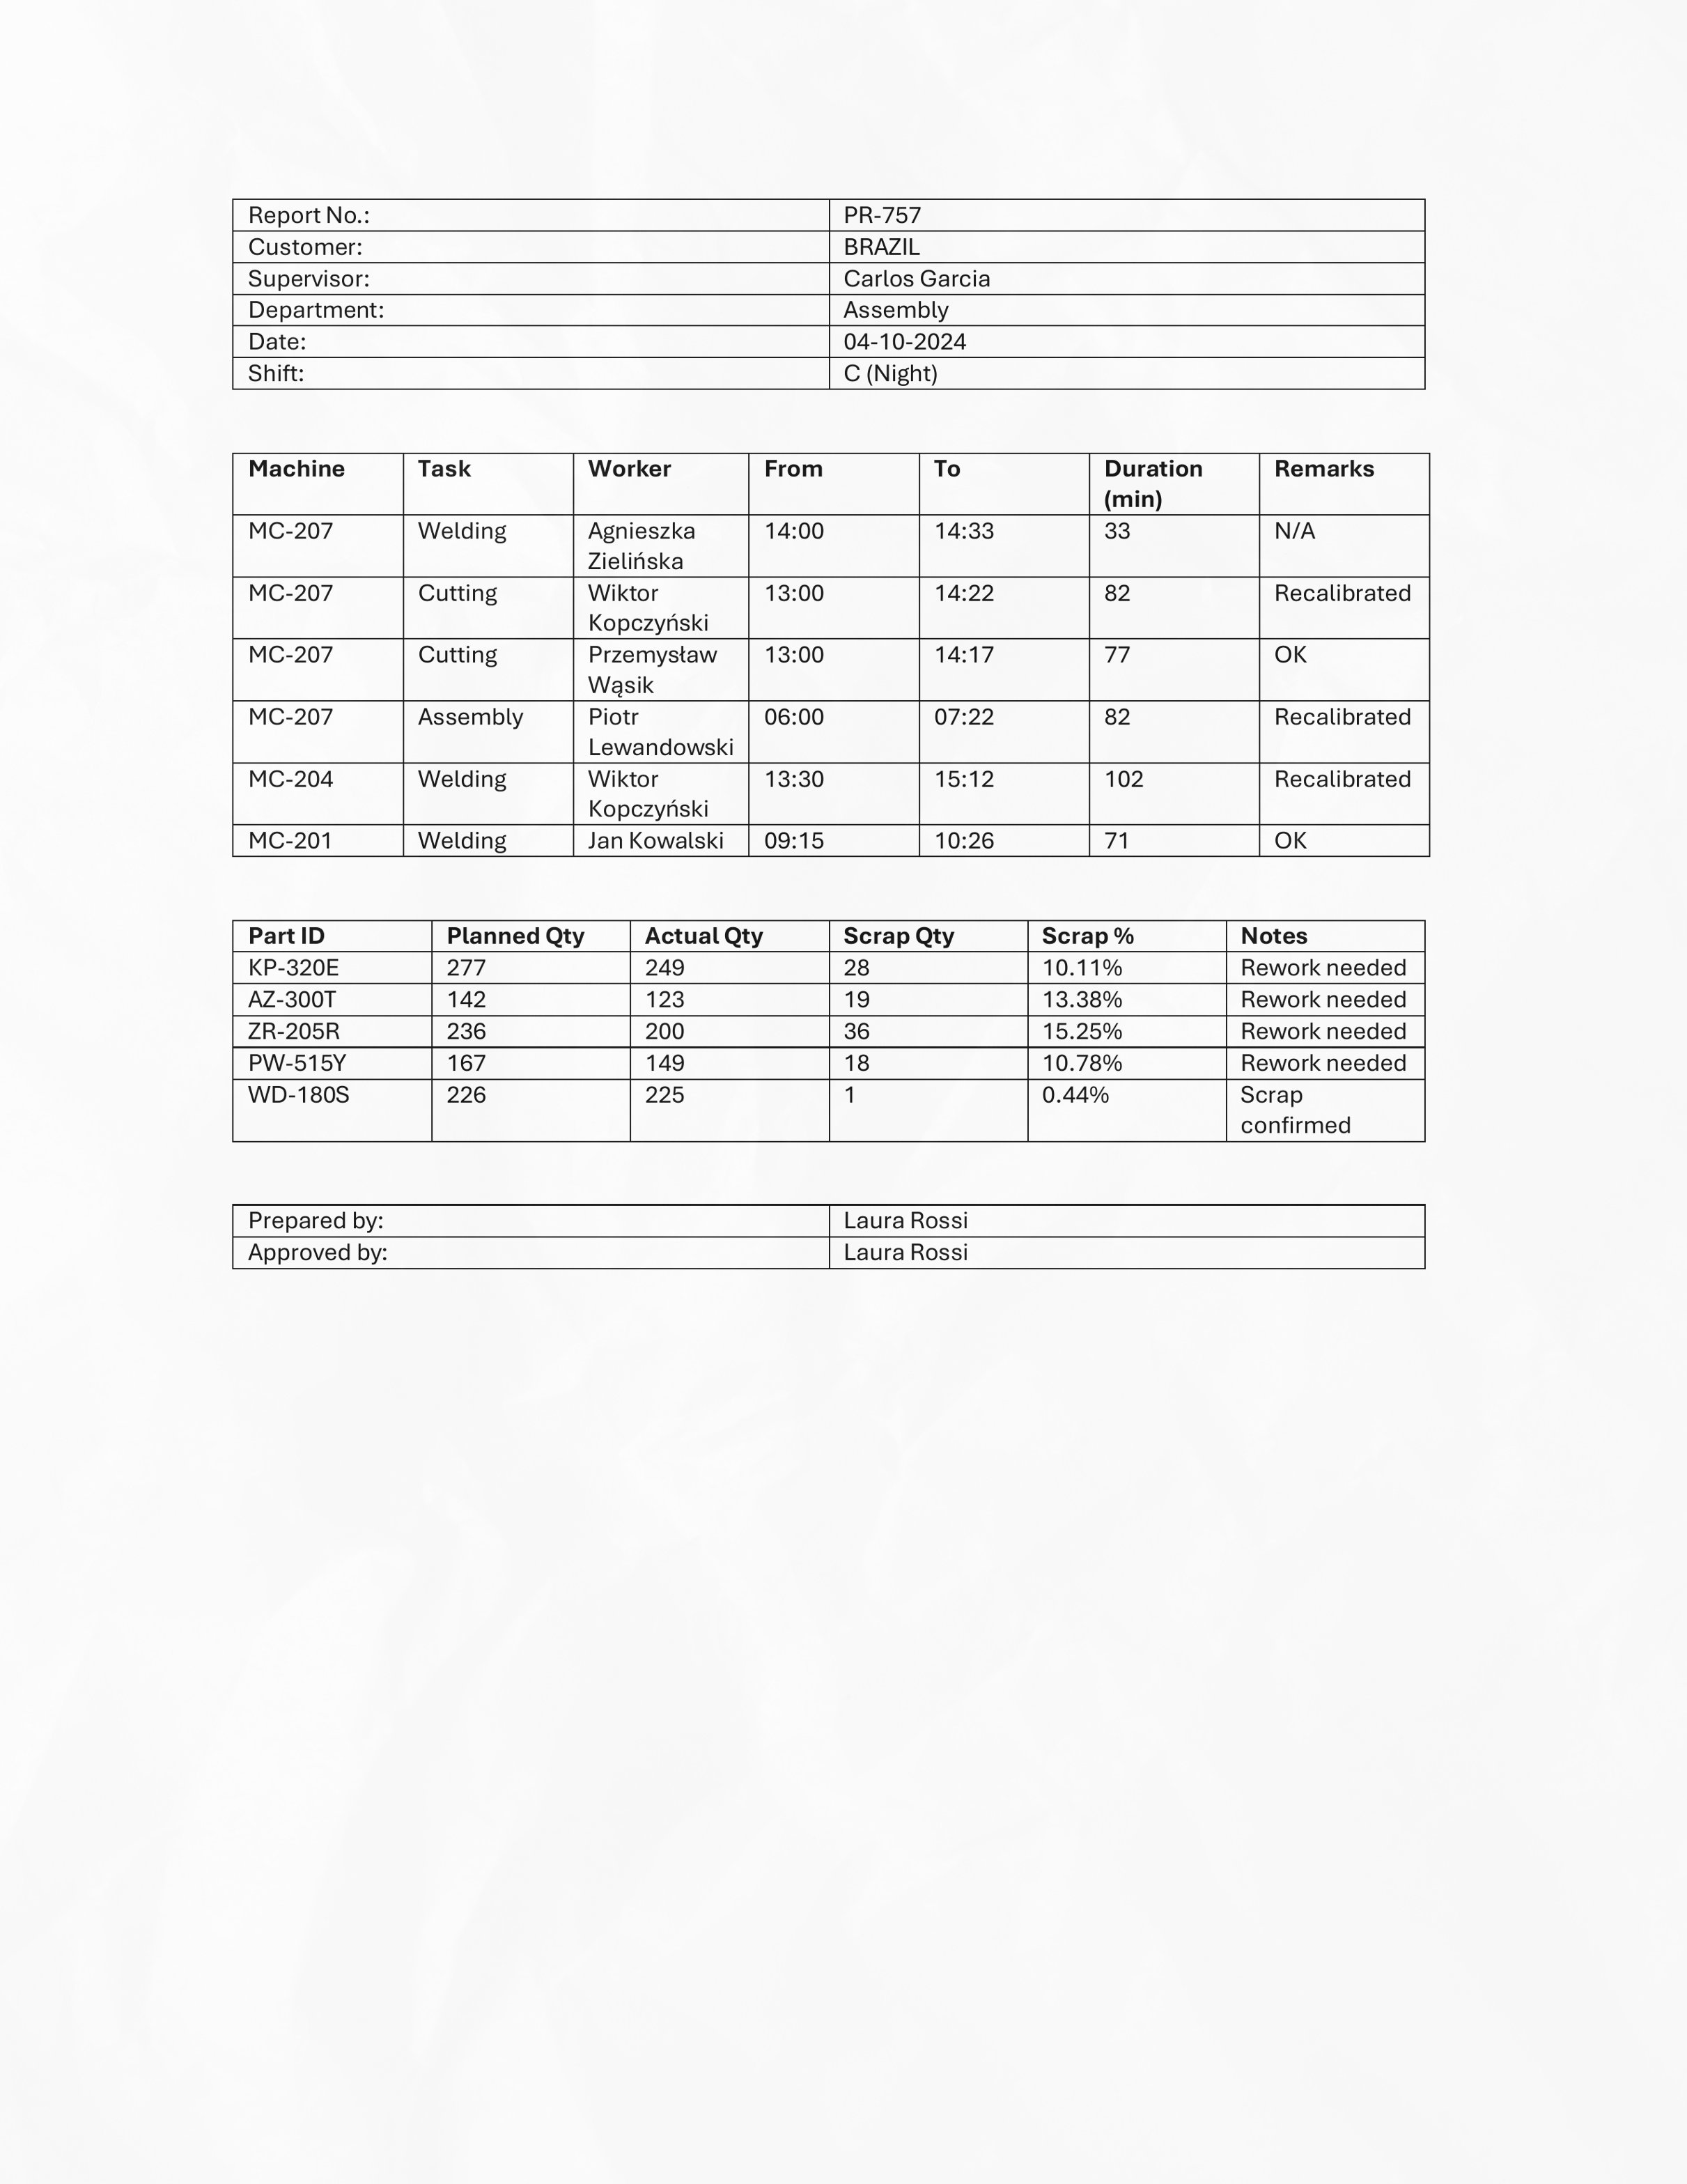 Report No.: PR-757
Customer: BRAZIL
Supervisor: Carlos Garcia
Department: Assembly
Date: 04-10-2024
Shift: C (Night)
Machine Task Worker From To Duration (min) Remarks
MC-207 Welding Agnieszka Zielińska 14:00 14:33 33 N/A
MC-207 Cutting Wiktor Kopczyński 13:00 14:22 82 Recalibrated
MC-207 Cutting Przemysław Wąsik 13:00 14:17 77 OK
MC-207 Assembly Piotr Lewandowski 06:00 07:22 82 Recalibrated
MC-204 Welding Wiktor Kopczyński 13:30 15:12 102 Recalibrated
MC-201 Welding Jan Kowalski 09:15 10:26 71 OK
Part ID Planned Qty Actual Qty Scrap Qty Scrap % Notes
KP-320E 277 249 28 10.11% Rework needed
AZ-300T 142 123 19 13.38% Rework needed
ZR-205R 236 200 36 15.25% Rework needed
PW-515Y 167 149 18 10.78% Rework needed
WD-180S 226 225 1 0.44% Scrap confirmed
Prepared by: Laura Rossi
Approved by: Laura Rossi